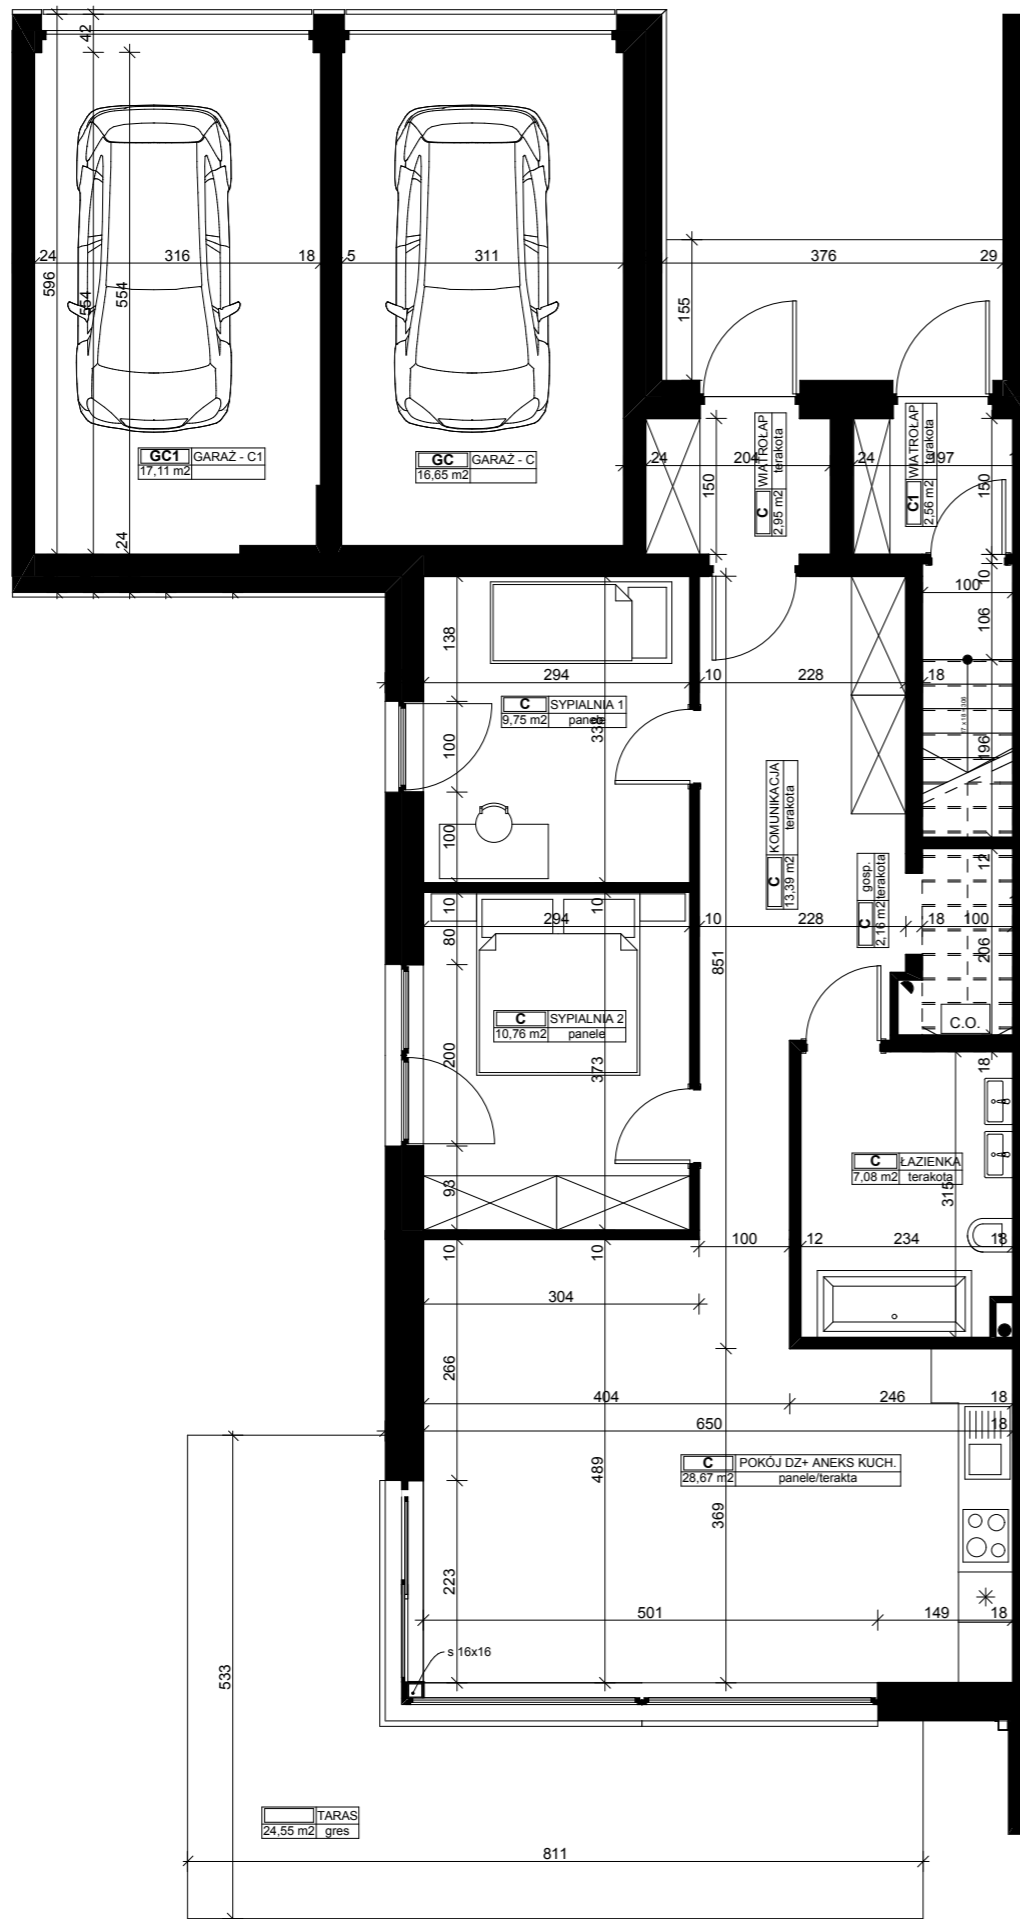 42
24
316
18
5
311
376
29
596
554
554
155
GC1 GARAŻ - C1
17,11 m2
GC GARAŻ - C
16,65 m2
24
24
204
150
C WIATROŁAP
2,95 m2 terakota
24
197
150
C1 WIATROŁAP
2,56 m2 terakota
10
100
106
138
294
10
228
18
C SYPIALNIA 1
9,75 m2 panele
100
100
196
C KOMUNIKACJA
13,39 m2 terakota
12
C gosp.
2,16 m2 terakota
10
294
10
10
228
18
100
80
851
206
C.O.
C SYPIALNIA 2
10,76 m2 panele
200
373
18
C ŁAZIENKA
7,08 m2 terakota
315
93
10
10
100
12
234
18
304
266
404
246
18
650
18
C POKÓJ DZ+ ANEKS KUCH.
28,67 m2 panele/terakta
489
369
223
501
149
18
s 16x16
533
TARAS
24,55 m2 gres
811